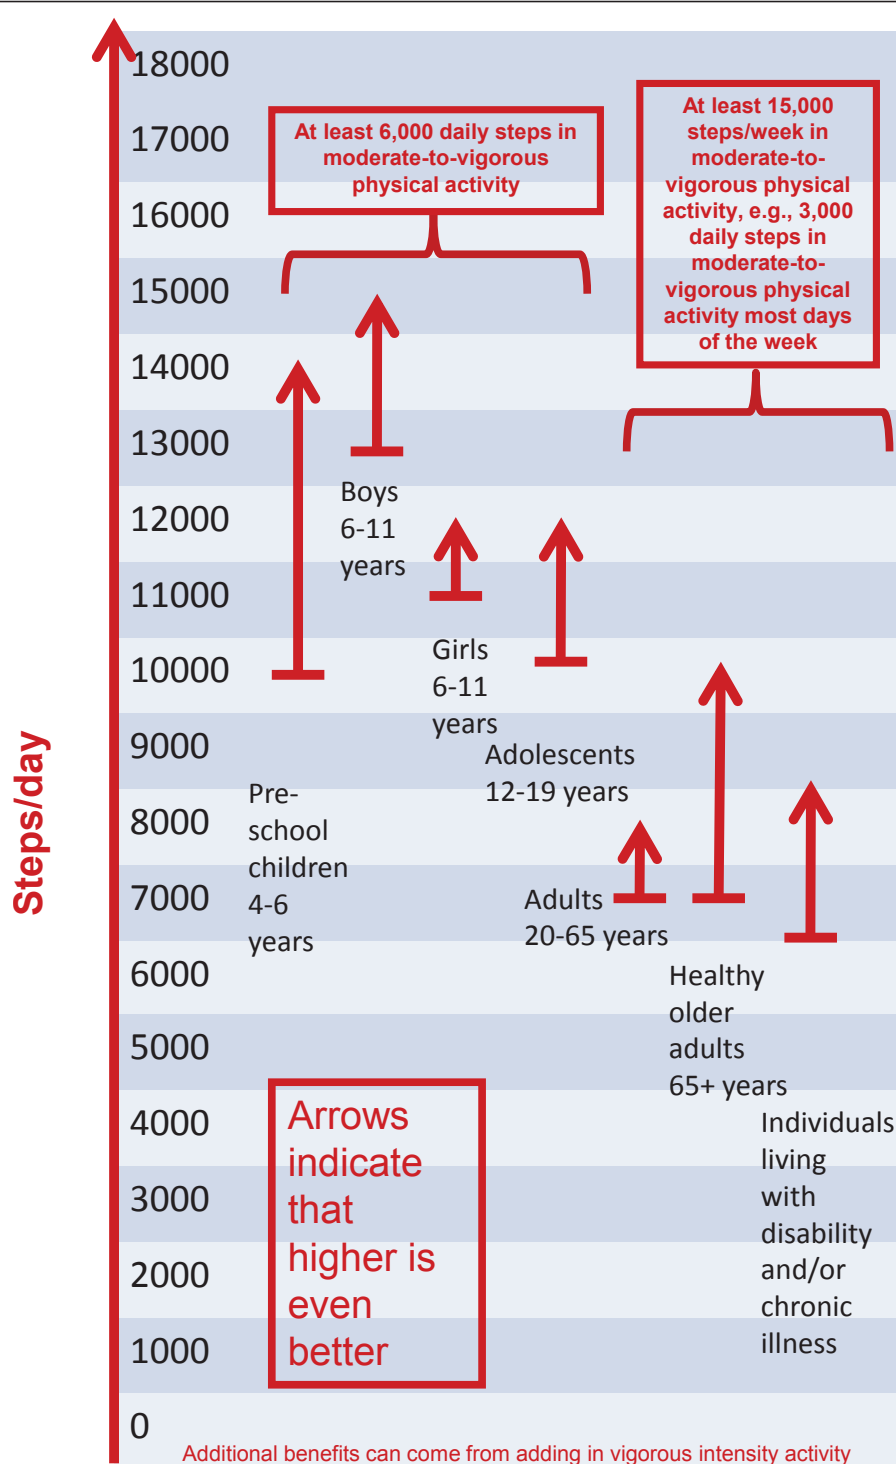 Steps/day
18000
17000
16000
15000
14000
13000
12000
11000
10000
9000
8000
7000
6000
5000
4000
3000
2000
1000
0
At least 6,000 daily steps in
moderate-to-vigorous
physical activity
At least 15,000
steps/week in
moderate-to-
vigorous physical
activity, e.g., 3,000
daily steps in
moderate-to-
vigorous physical
activity most days
of the week
Pre-
school
children
4-6
years
Boys
6-11
years
Girls
6-11
years
Adolescents
12-19 years
Adults
20-65 years
Healthy
older
adults
65+ years
Individuals
living
with
disability
and/or
chronic
illness
Arrows
indicate
that
higher is
even
better
Additional benefits can come from adding in vigorous intensity activity